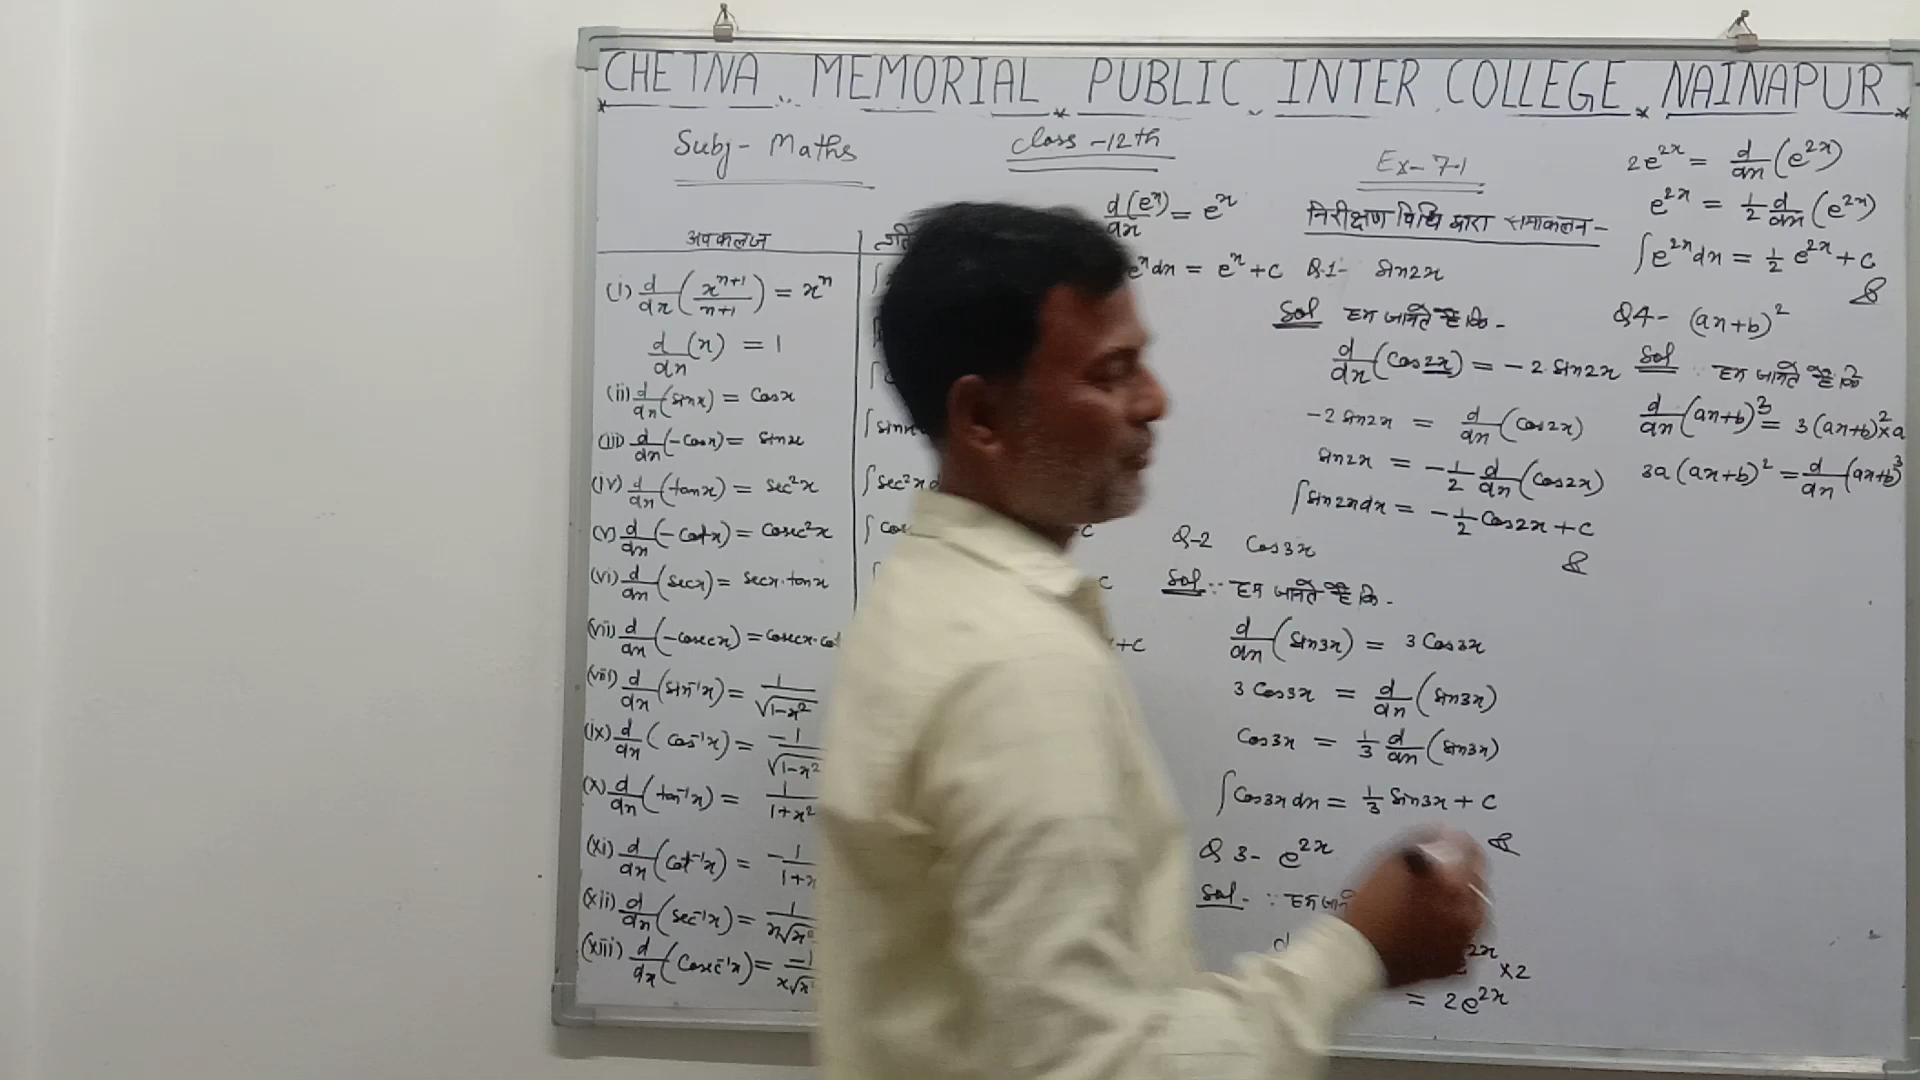 CHETNA MEMORIAL PUBLIC INTER COLLEGE NAINAPUR
Subj- Maths
Class -12th
Ex- 7.1
अवकलज
(i) d/dx (x^(n+1)/(n+1)) = x^n
d/dx (x) = 1
(ii) d/dx (sinx) = Cosx
(iii) d/dx (-Cosx) = sinx
(iv) d/dx (tanx) = sec²x
(v) d/dx (-Cotx) = Cosec²x
(vi) d/dx (secx) = secx·tanx
(vii) d/dx (-Cosecx) = Cosecx·Cot
(viii) d/dx (sin⁻¹x) = 1/√(1-x²)
(ix) d/dx (Cos⁻¹x) = -1/√(1-x²)
(x) d/dx (tan⁻¹x) = 1/(1+x²)
(xi) d/dx (Cot⁻¹x) = -1/1+x
(xii) d/dx (sec⁻¹x) = 1/x√x²
(xiii) d/dx (Cosec⁻¹x) = -1/x√x
∫sec²x d
∫Cos
C
C
+C
d/dx (e^x) = e^x
e^x dx = e^x + C
निरीक्षण विधि द्वारा समाकलन -
Q.1- Sin2x
Sol हम जानते है कि -
d/dx (Cos2x) = -2 Sin2x
-2 Sin2x = d/dx (Cos2x)
Sin2x = -1/2 d/dx (Cos2x)
∫Sin2x dx = -1/2 Cos2x + C
Q-2 Cos3x
Sol ∵ हम जानते है कि -
d/dx (Sin3x) = 3 Cos3x
3 Cos3x = d/dx (Sin3x)
Cos3x = 1/3 d/dx (Sin3x)
∫Cos3x dx = 1/3 Sin3x + C
Q 3- e^2x
Sol- ∵ हम जान
d
2x ×2
= 2e^2x
2e^2x = d/dx (e^2x)
e^2x = 1/2 d/dx (e^2x)
∫e^2x dx = 1/2 e^2x + C
Q4- (ax+b)²
Sol ∵ हम जानते है कि
d/dx (ax+b)³ = 3(ax+b)²×a
3a(ax+b)² = d/dx (ax+b)³